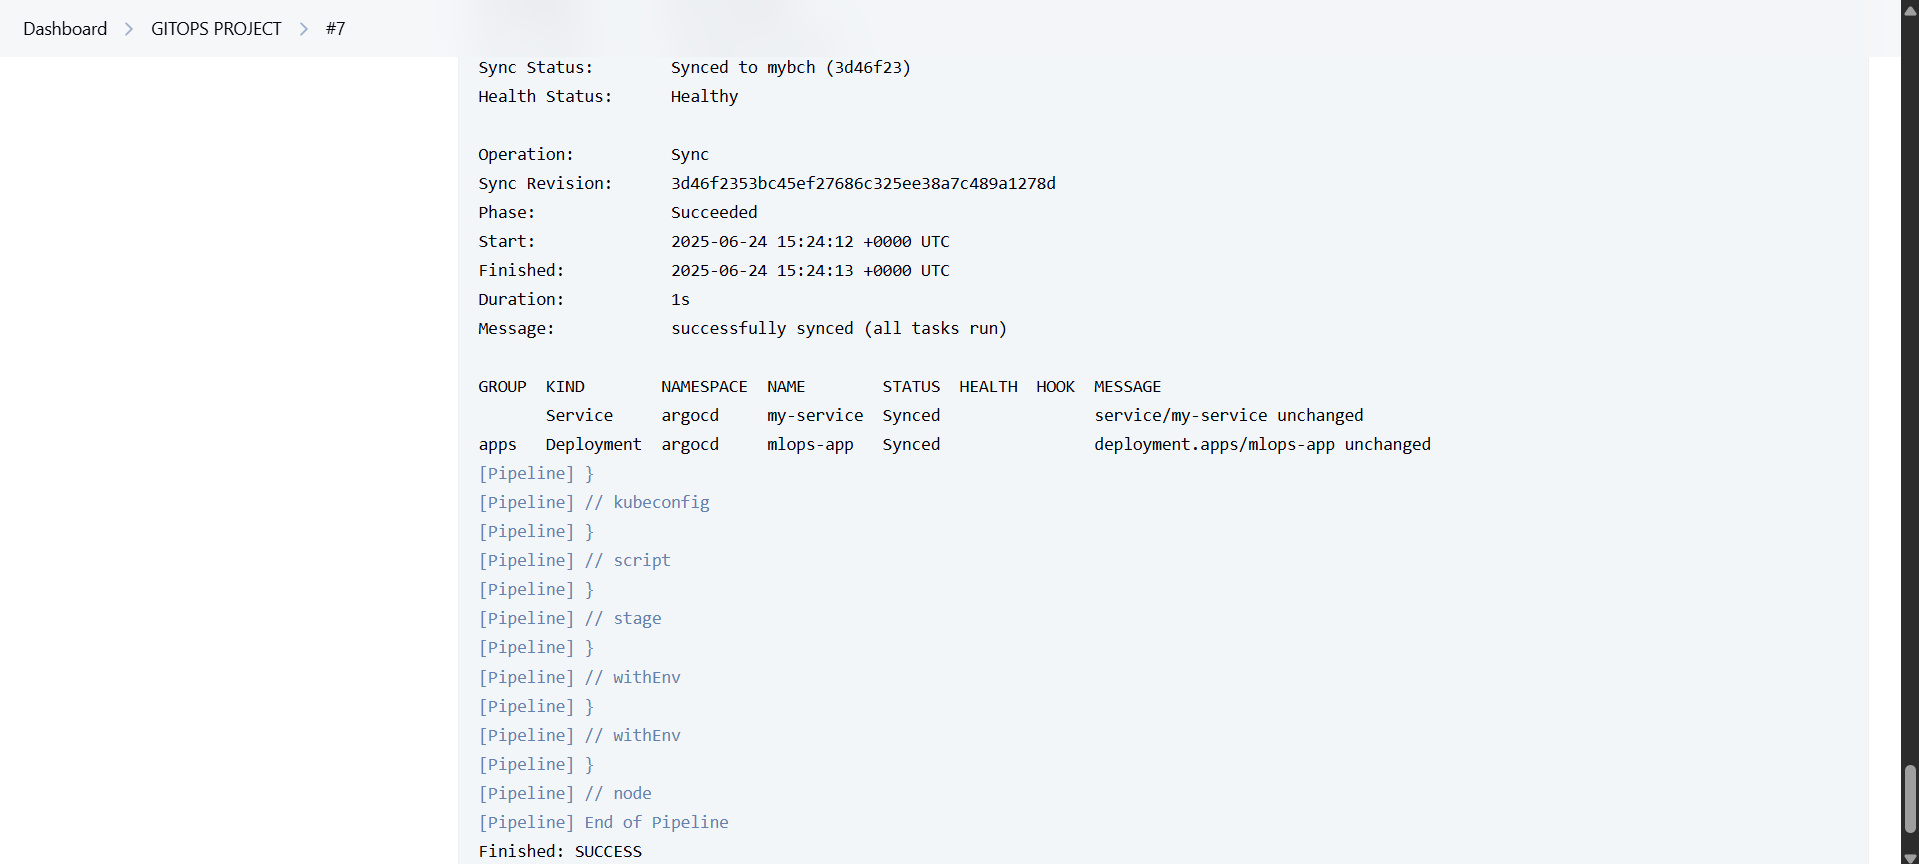 Dashboard > GITOPS PROJECT > #7
Sync Status:        Synced to mybch (3d46f23)
Health Status:      Healthy
Operation:          Sync
Sync Revision:      3d46f2353bc45ef27686c325ee38a7c489a1278d
Phase:              Succeeded
Start:              2025-06-24 15:24:12 +0000 UTC
Finished:           2025-06-24 15:24:13 +0000 UTC
Duration:           1s
Message:            successfully synced (all tasks run)
GROUP  KIND        NAMESPACE  NAME        STATUS  HEALTH  HOOK  MESSAGE
       Service     argocd     my-service  Synced                service/my-service unchanged
apps   Deployment  argocd     mlops-app   Synced                deployment.apps/mlops-app unchanged
[Pipeline] }
[Pipeline] // kubeconfig
[Pipeline] }
[Pipeline] // script
[Pipeline] }
[Pipeline] // stage
[Pipeline] }
[Pipeline] // withEnv
[Pipeline] }
[Pipeline] // withEnv
[Pipeline] }
[Pipeline] // node
[Pipeline] End of Pipeline
Finished: SUCCESS